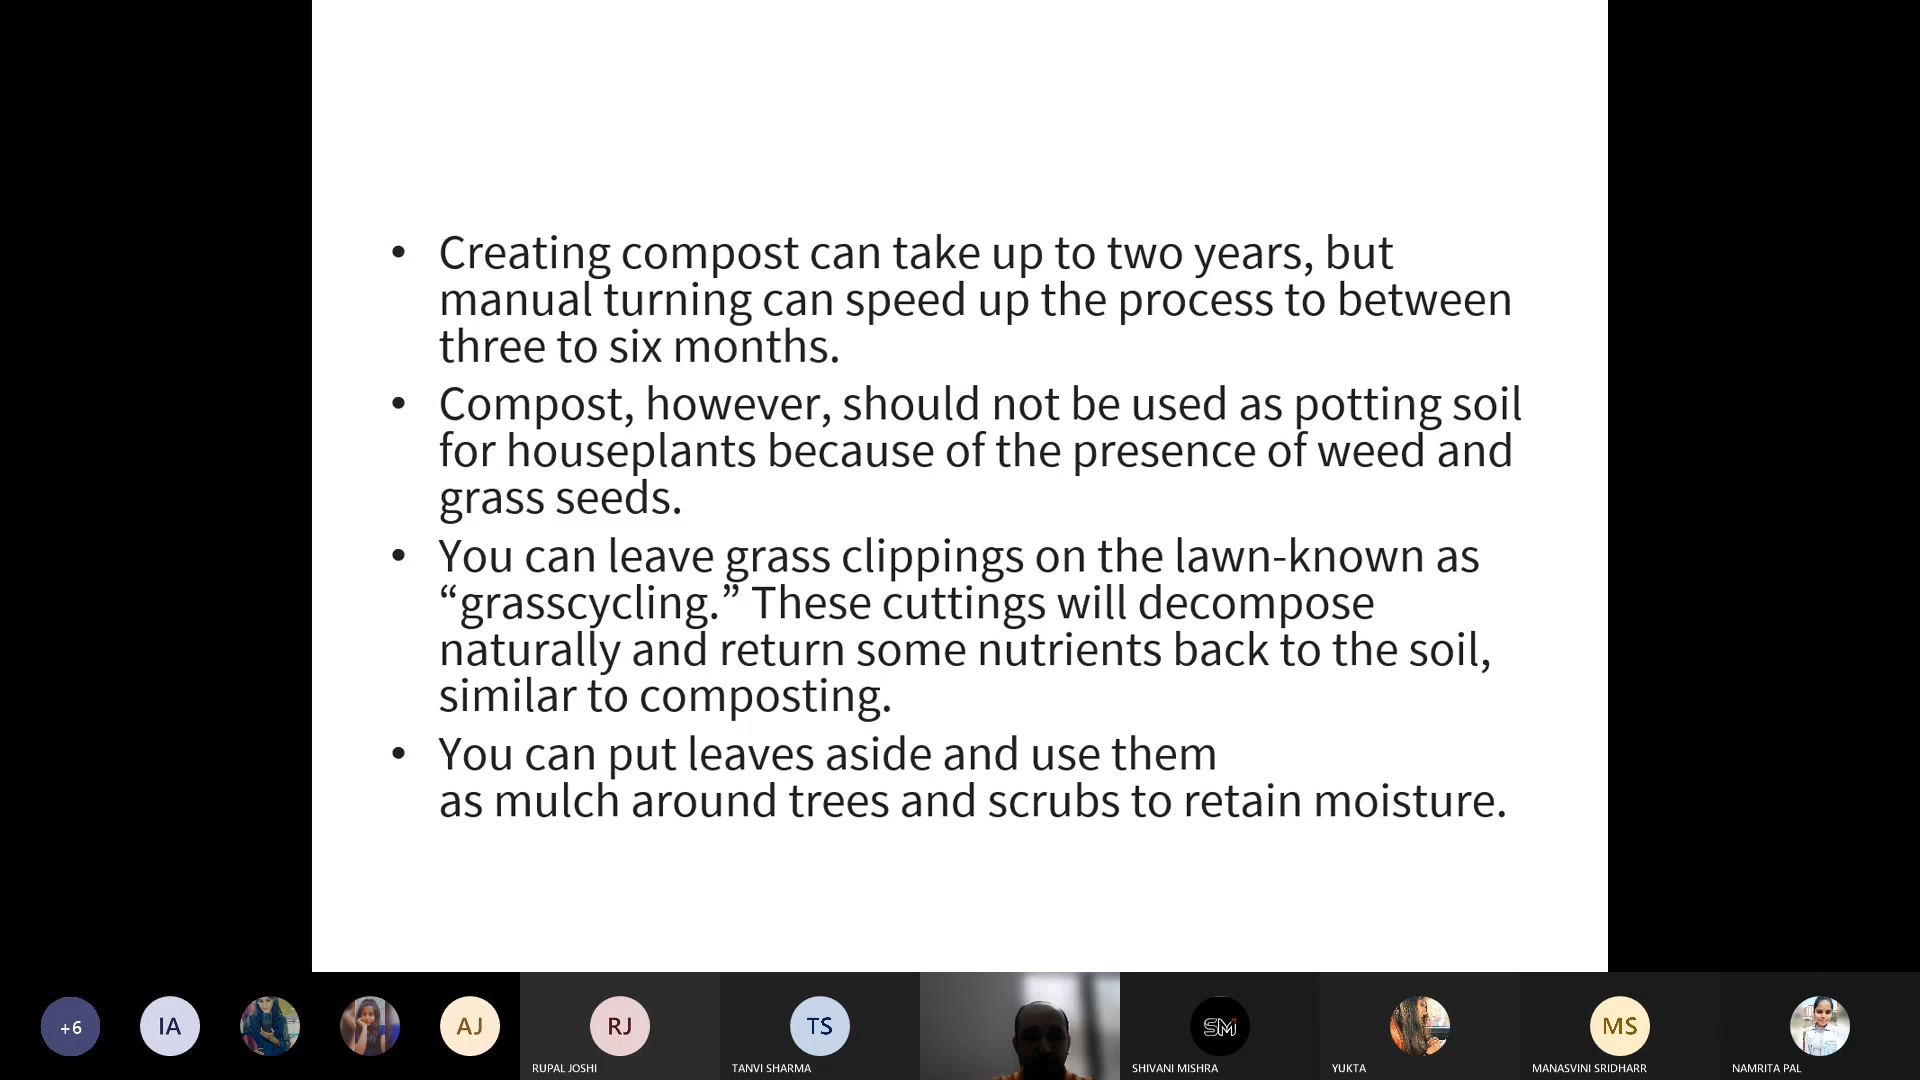 • Creating compost can take up to two years, but
manual turning can speed up the process to between
three to six months.
• Compost, however, should not be used as potting soil
for houseplants because of the presence of weed and
grass seeds.
• You can leave grass clippings on the lawn-known as
“grasscycling.” These cuttings will decompose
naturally and return some nutrients back to the soil,
similar to composting.
• You can put leaves aside and use them
as mulch around trees and scrubs to retain moisture.
+6 IA AJ RJ TS SM MS
RUPAL JOSHI TANVI SHARMA SHIVANI MISHRA YUKTA MANASVINI SRIDHARR NAMRITA PAL